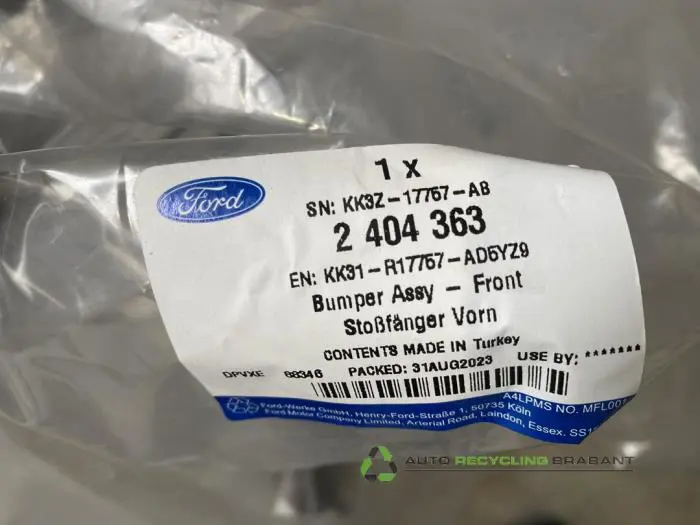 1 x
Ford
SN: KK3Z-17757-AB
2 404 363
EN: KK31-R17757-AD5YZ9
Bumper Assy - Front
Stoßfänger Vorn
CONTENTS MADE IN Turkey
DPVXE 88346 PACKED: 31AUG2023 USE BY: *******
A4LPMS NO. MFL001
Ford-Werke GmbH, Henry-Ford-Straße 1, 50735 Köln
Ford Motor Company Limited, Arterial Road, Laindon, Essex. SS15
AUTO RECYCLING BRABANT